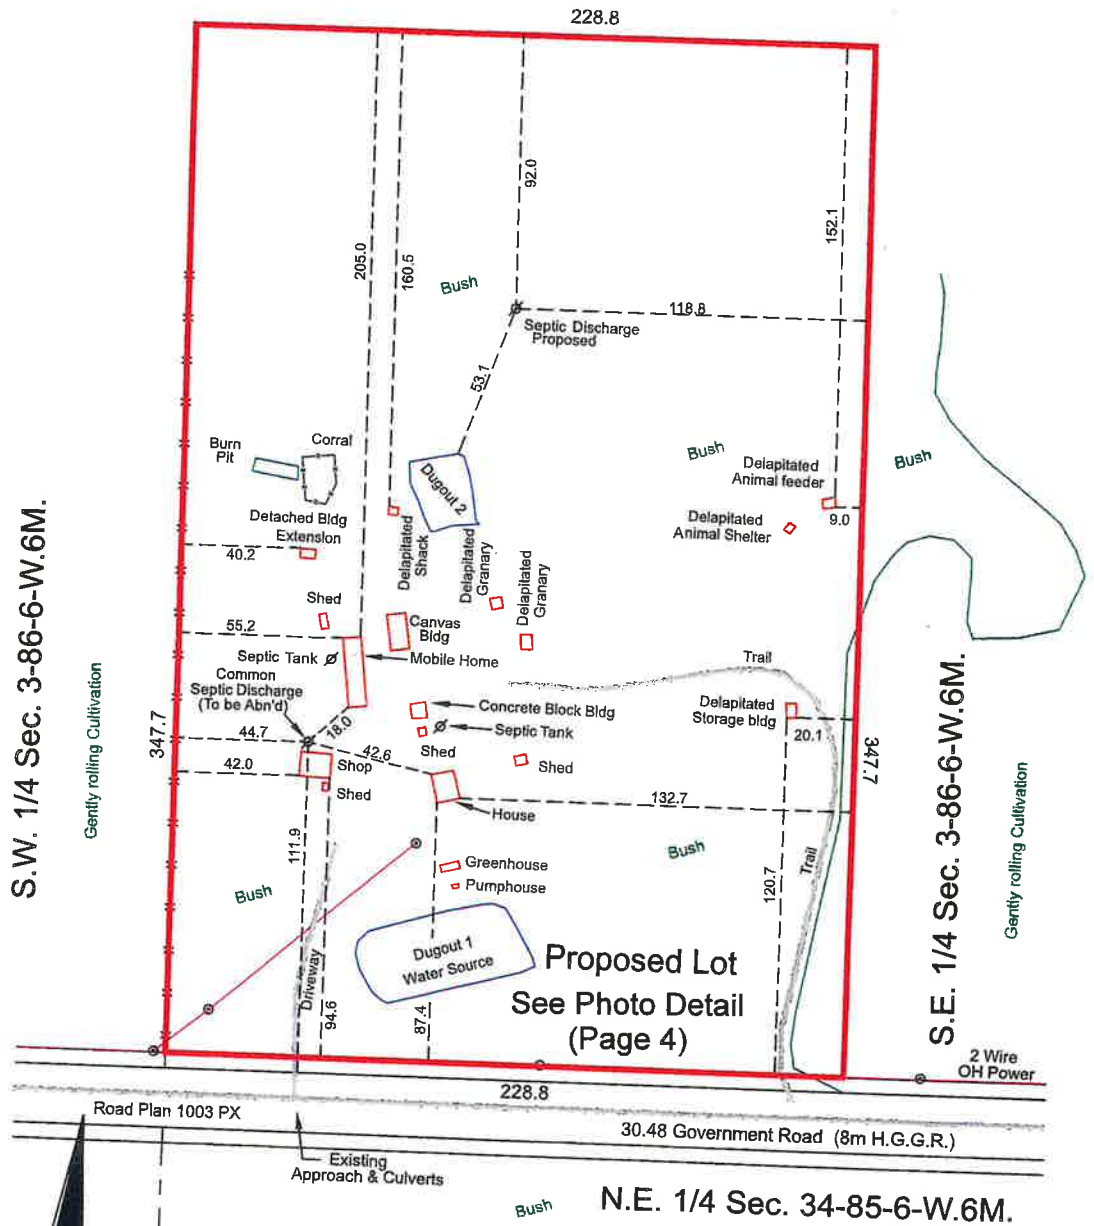 228.8
205.0
160.5
92.0
152.1
Bush
118.8
Septic Discharge
Proposed
53.1
Burn
Pit
Corral
Dugout 2
Bush
Bush
Delapitated
Animal feeder
9.0
Detached Bldg
Extension
40.2
Delapitated
Shack
Delapitated
Granary
Delapitated
Granary
Delapitated
Animal Shelter
S.W. 1/4 Sec. 3-86-6-W.6M.
Gently rolling Cultivation
Shed
55.2
Canvas
Bldg
Septic Tank
Mobile Home
Trail
Common
Septic Discharge
(To be Abn'd)
18.0
Concrete Block Bldg
Septic Tank
Shed
Delapitated
Storage bldg
20.1
347.7
44.7
42.6
42.0
Shop
Shed
Shed
347.7
132.7
House
111.9
Bush
Greenhouse
Pumphouse
Bush
120.7
Trail
S.E. 1/4 Sec. 3-86-6-W.6M.
Gently rolling Cultivation
Dugout 1
Water Source
Driveway
94.6
87.4
Proposed Lot
See Photo Detail
(Page 4)
2 Wire
OH Power
228.8
Road Plan 1003 PX
30.48 Government Road (8m H.G.G.R.)
Existing
Approach & Culverts
Bush
N.E. 1/4 Sec. 34-85-6-W.6M.